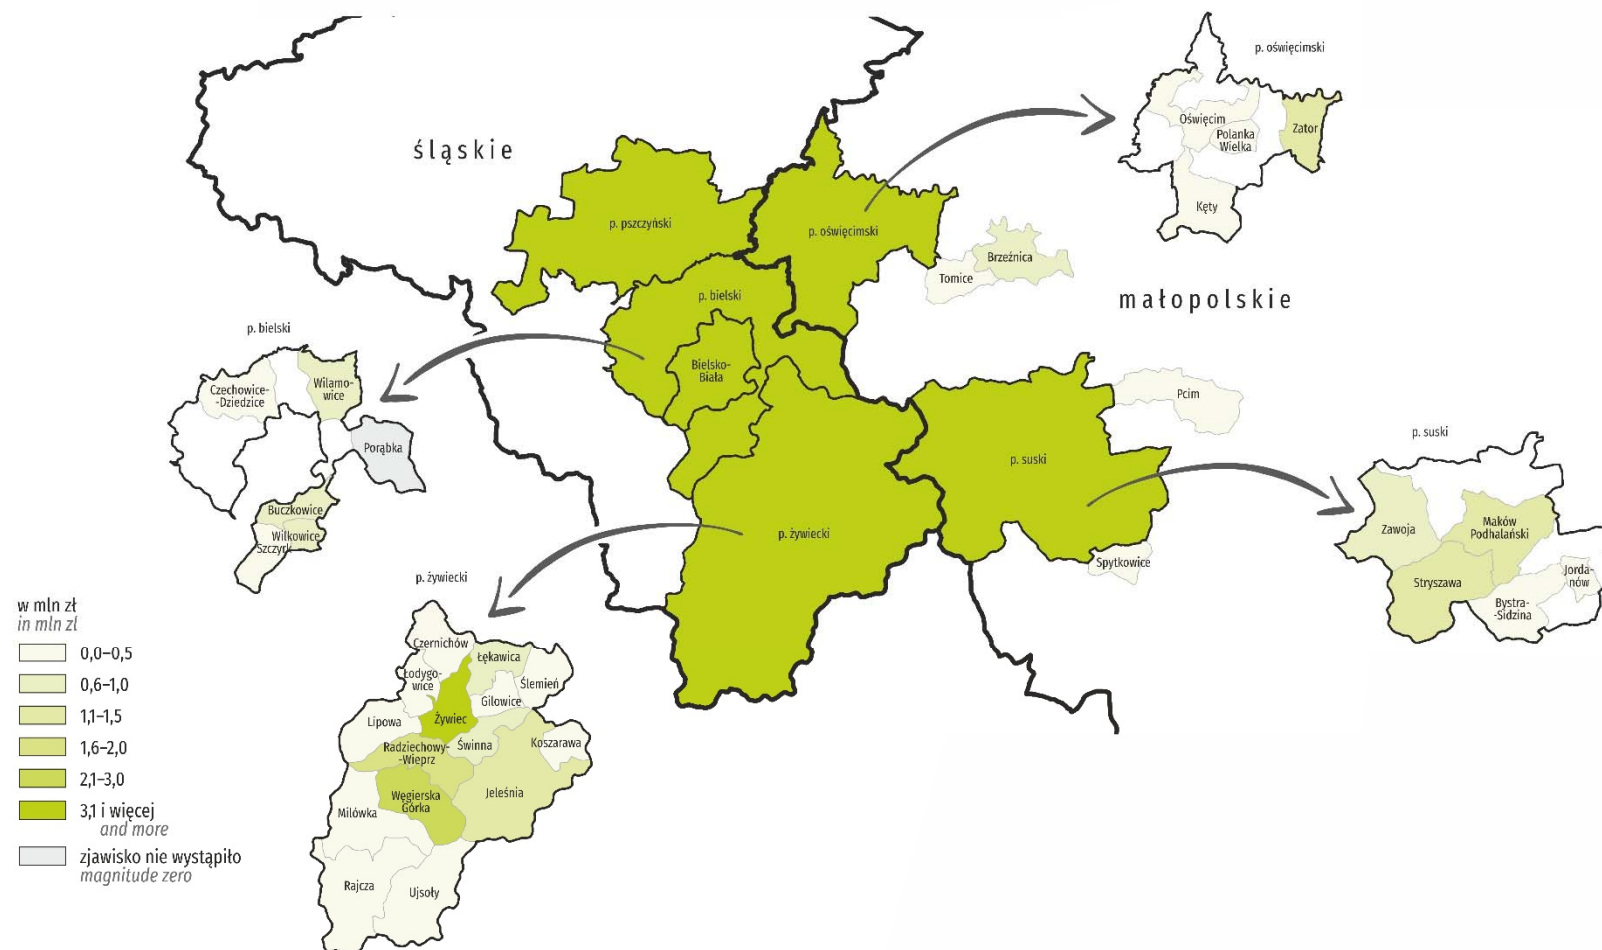 p. oświęcimski
Oświęcim
Polanka
Wielka
Zator
Kęty
śląskie
p. pszczyński
p. oświęcimski
Brzeźnica
Tomice
małopolskie
p. bielski
Bielsko-
Biała
p. bielski
Czechowice-
-Dziedzice
Wilamo-
wice
Porąbka
Buczkowice
Wilkowice
Szczyrk
Pcim
p. suski
p. suski
Zawoja
Maków
Podhalański
Stryszawa
Jorda-
nów
Bystra-
-Sidzina
Spytkowice
p. żywiecki
p. żywiecki
Czernichów
Łękawica
Łodygo-
wice
Ślemień
Gilowice
Lipowa
Żywiec
Radziechowy-
-Wieprz
Świnna
Koszarawa
Węgierska
Górka
Jeleśnia
Milówka
Rajcza
Ujsoły
w mln zł
in mln zl
0,0–0,5
0,6–1,0
1,1–1,5
1,6–2,0
2,1–3,0
3,1 i więcej
and more
zjawisko nie wystąpiło
magnitude zero